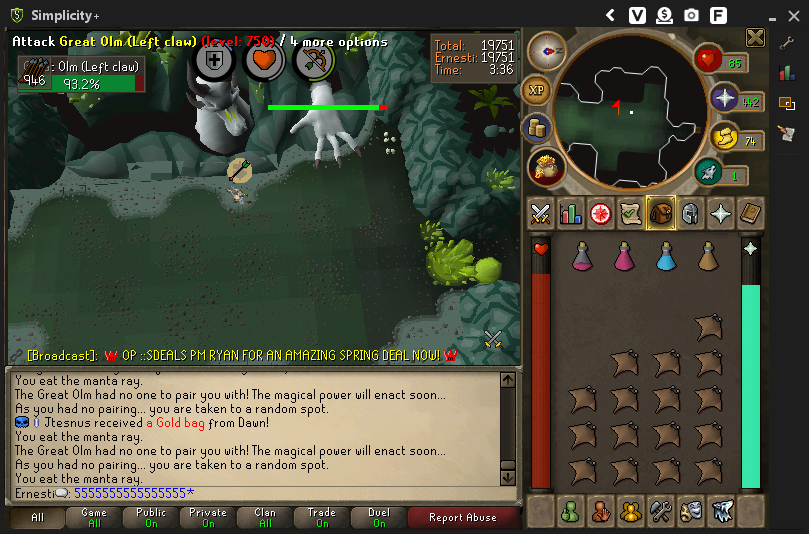 Simplicity+
Attack Great Olm (Left claw) (level: 750) / 4 more options
Total: 19751
Ernesti: 19751
Time: 3:36
946
: Olm (Left claw)
93.2%
N
XP
85
442
74
1
[Broadcast]: OP ::SDEALS PM RYAN FOR AN AMAZING SPRING DEAL NOW!
You eat the manta ray.
The Great Olm had no one to pair you with! The magical power will enact soon...
As you had no pairing... you are taken to a random spot.
Jtesnus received a Gold bag from Dawn!
You eat the manta ray.
The Great Olm had no one to pair you with! The magical power will enact soon...
As you had no pairing... you are taken to a random spot.
You eat the manta ray.
Ernesti: 5555555555555555*
All
Game
All
Public
On
Private
On
Clan
All
Trade
On
Duel
On
Report Abuse